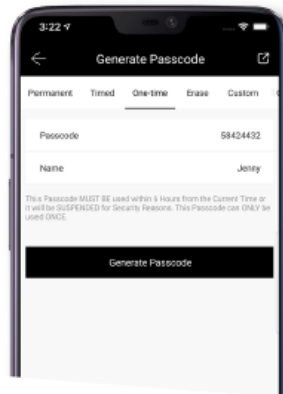 3:22
Generate Passcode
Permanent Timed One-time Erase Custom
Passcode 58424432
Name Jenny
This Passcode MUST BE used within 6 Hours from the Current Time or
it will be SUSPENDED for Security Reasons. This Passcode can ONLY be
used ONCE.
Generate Passcode